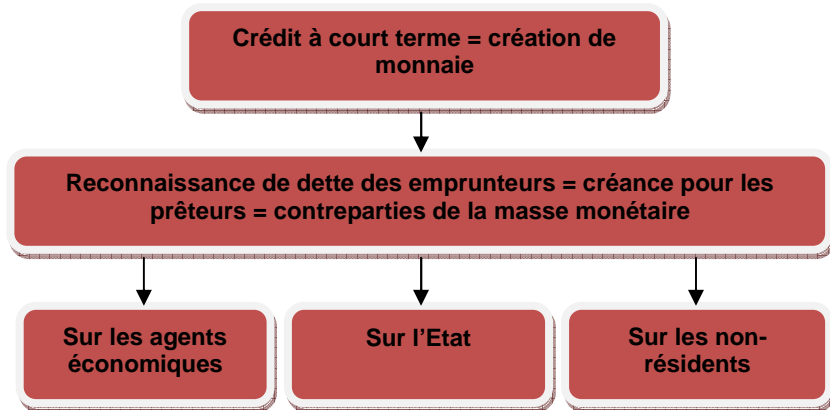 Crédit à court terme = création de
monnaie
Reconnaissance de dette des emprunteurs = créance pour les
prêteurs = contreparties de la masse monétaire
Sur les agents
économiques
Sur l’Etat
Sur les non-
résidents